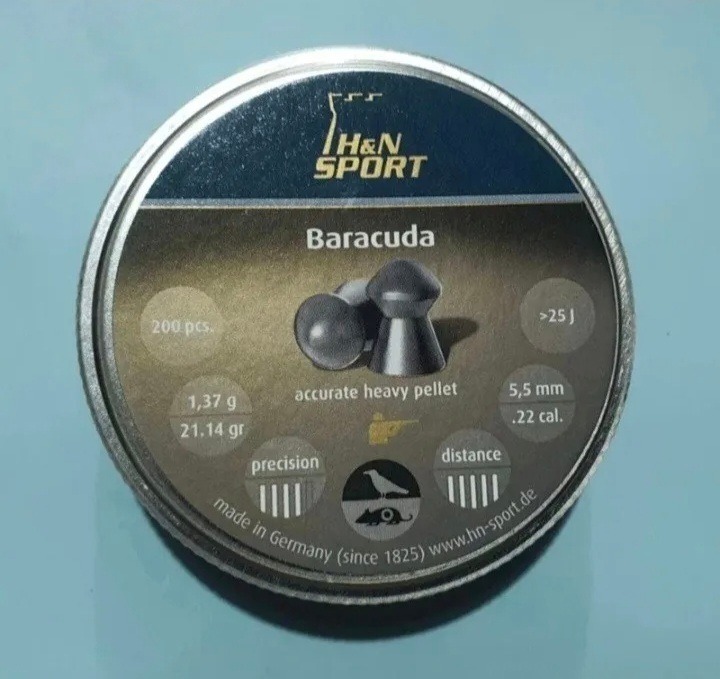 H&N
SPORT
Baracuda
200 pcs.
>25 J
accurate heavy pellet
1,37 g
21.14 gr
5,5 mm
.22 cal.
precision
distance
made in Germany (since 1825) www.hn-sport.de